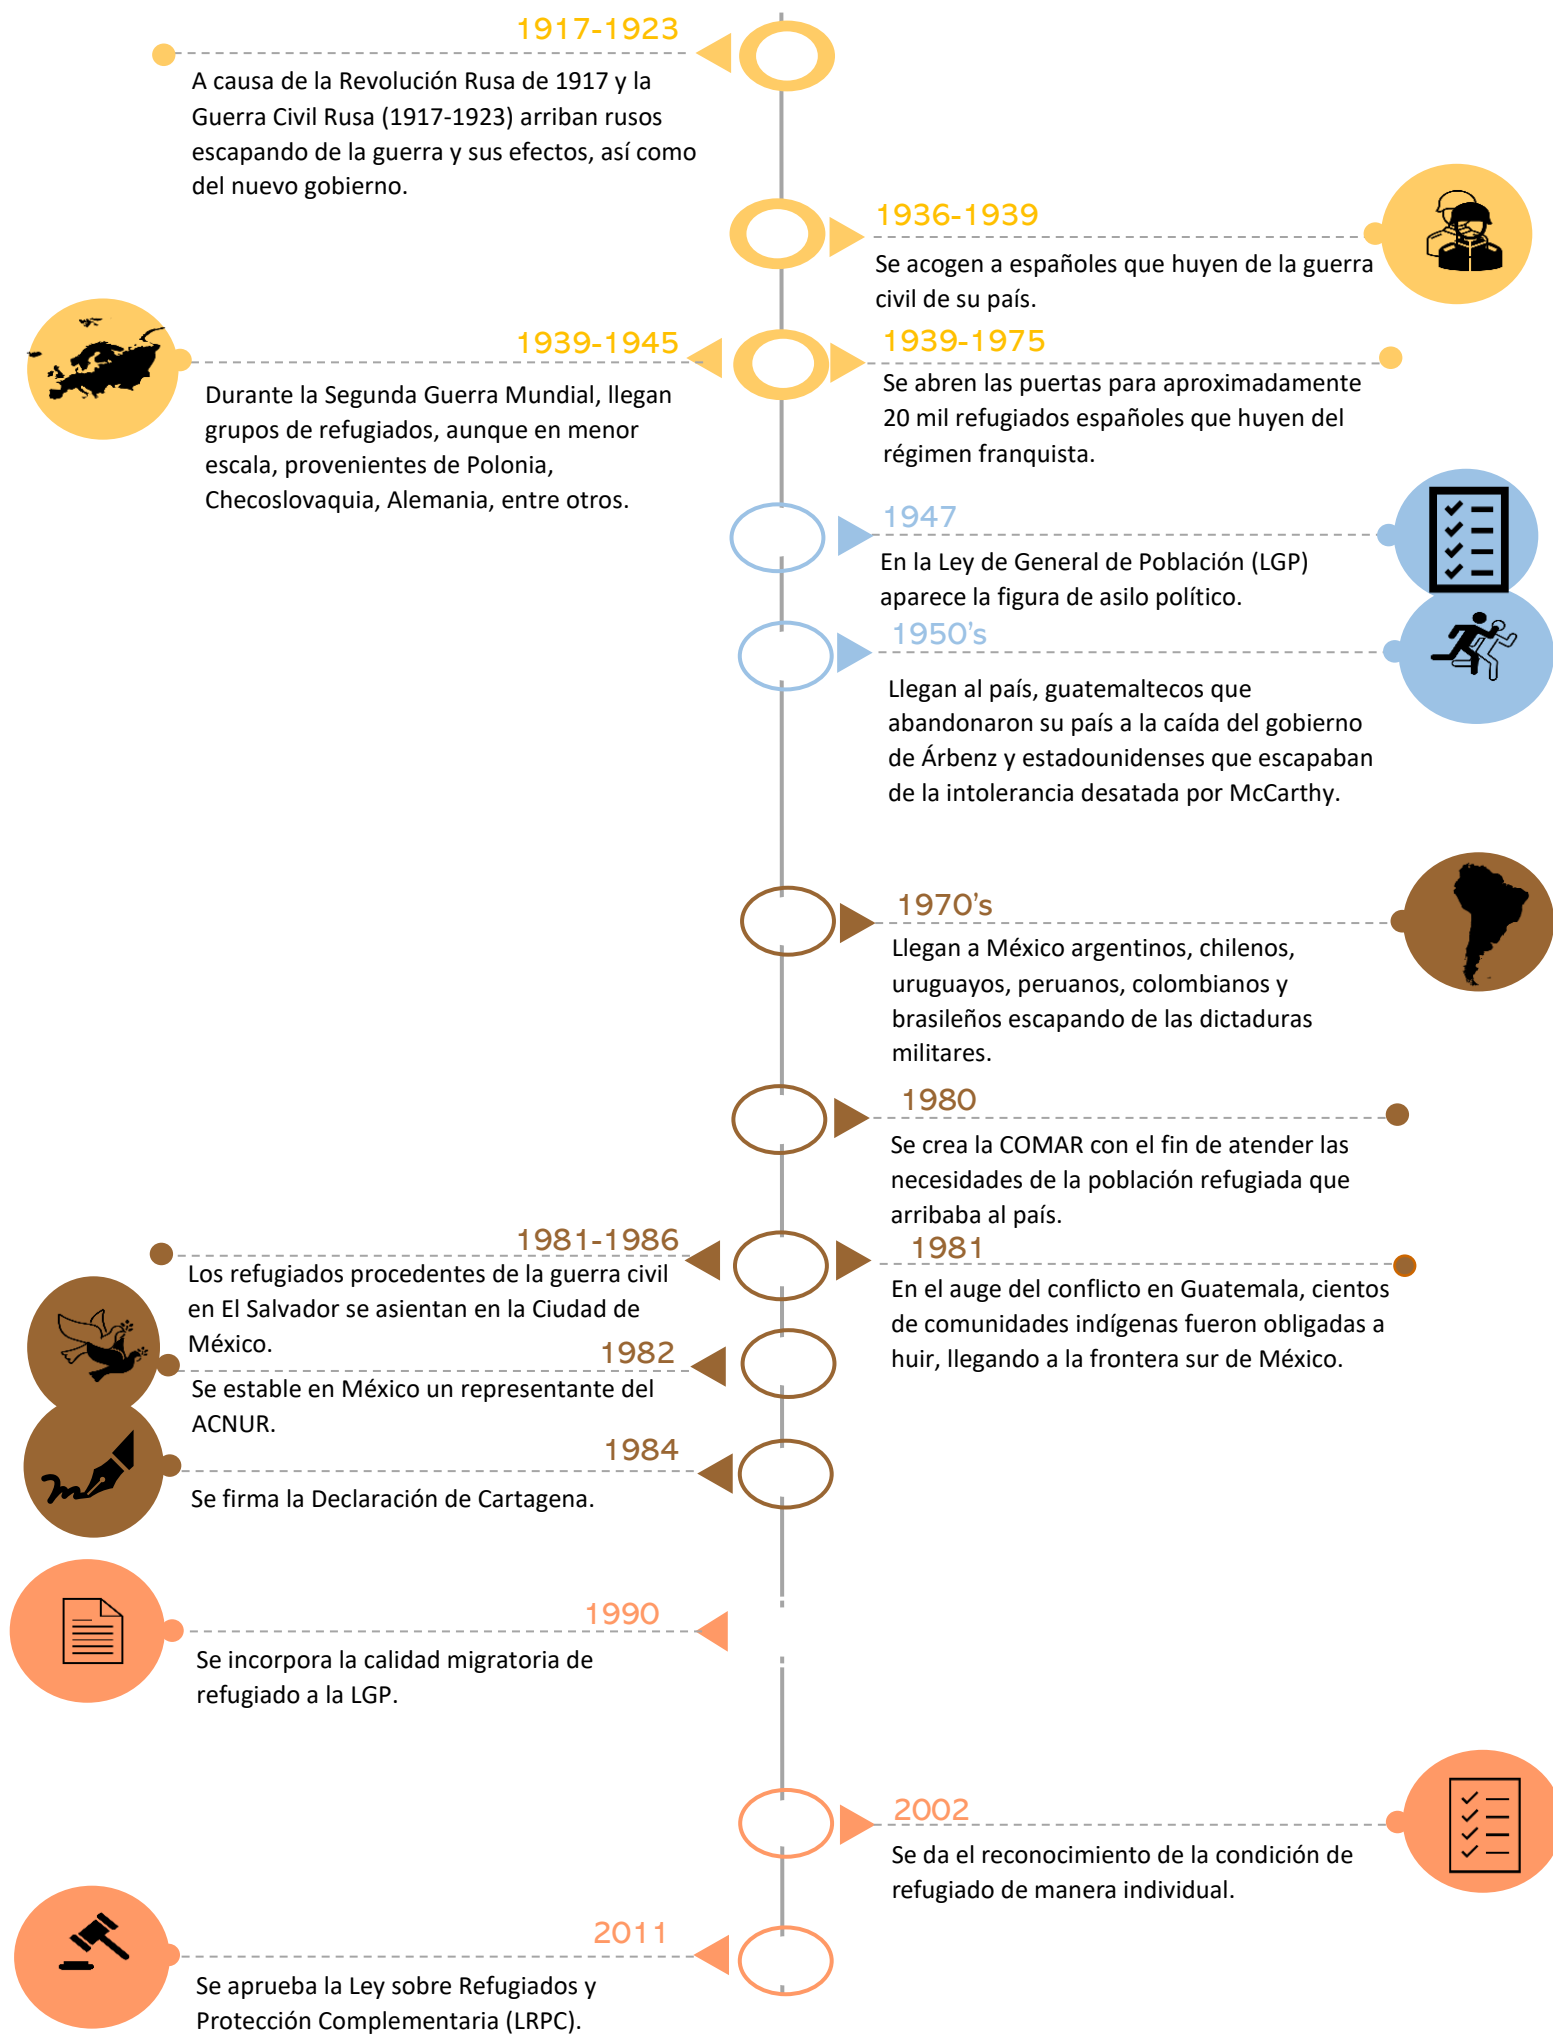 1917-1923
A causa de la Revolución Rusa de 1917 y la
Guerra Civil Rusa (1917-1923) arriban rusos
escapando de la guerra y sus efectos, así como
del nuevo gobierno.
1936-1939
Se acogen a españoles que huyen de la guerra
civil de su país.
1939-1945
Durante la Segunda Guerra Mundial, llegan
grupos de refugiados, aunque en menor
escala, provenientes de Polonia,
Checoslovaquia, Alemania, entre otros.
1939-1975
Se abren las puertas para aproximadamente
20 mil refugiados españoles que huyen del
régimen franquista.
1947
En la Ley de General de Población (LGP)
aparece la figura de asilo político.
1950's
Llegan al país, guatemaltecos que
abandonaron su país a la caída del gobierno
de Árbenz y estadounidenses que escapaban
de la intolerancia desatada por McCarthy.
1970's
Llegan a México argentinos, chilenos,
uruguayos, peruanos, colombianos y
brasileños escapando de las dictaduras
militares.
1980
Se crea la COMAR con el fin de atender las
necesidades de la población refugiada que
arribaba al país.
1981-1986
Los refugiados procedentes de la guerra civil
en El Salvador se asientan en la Ciudad de
México.
1981
En el auge del conflicto en Guatemala, cientos
de comunidades indígenas fueron obligadas a
huir, llegando a la frontera sur de México.
1982
Se estable en México un representante del
ACNUR.
1984
Se firma la Declaración de Cartagena.
1990
Se incorpora la calidad migratoria de
refugiado a la LGP.
2002
Se da el reconocimiento de la condición de
refugiado de manera individual.
2011
Se aprueba la Ley sobre Refugiados y
Protección Complementaria (LRPC).